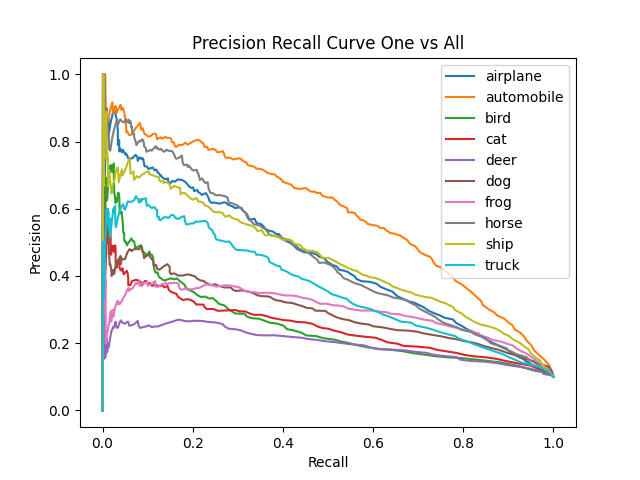 Precision Recall Curve One vs All
1.0
0.8
0.6
0.4
0.2
0.0
Precision
airplane
automobile
bird
cat
deer
dog
frog
horse
ship
truck
0.0 0.2 0.4 0.6 0.8 1.0
Recall